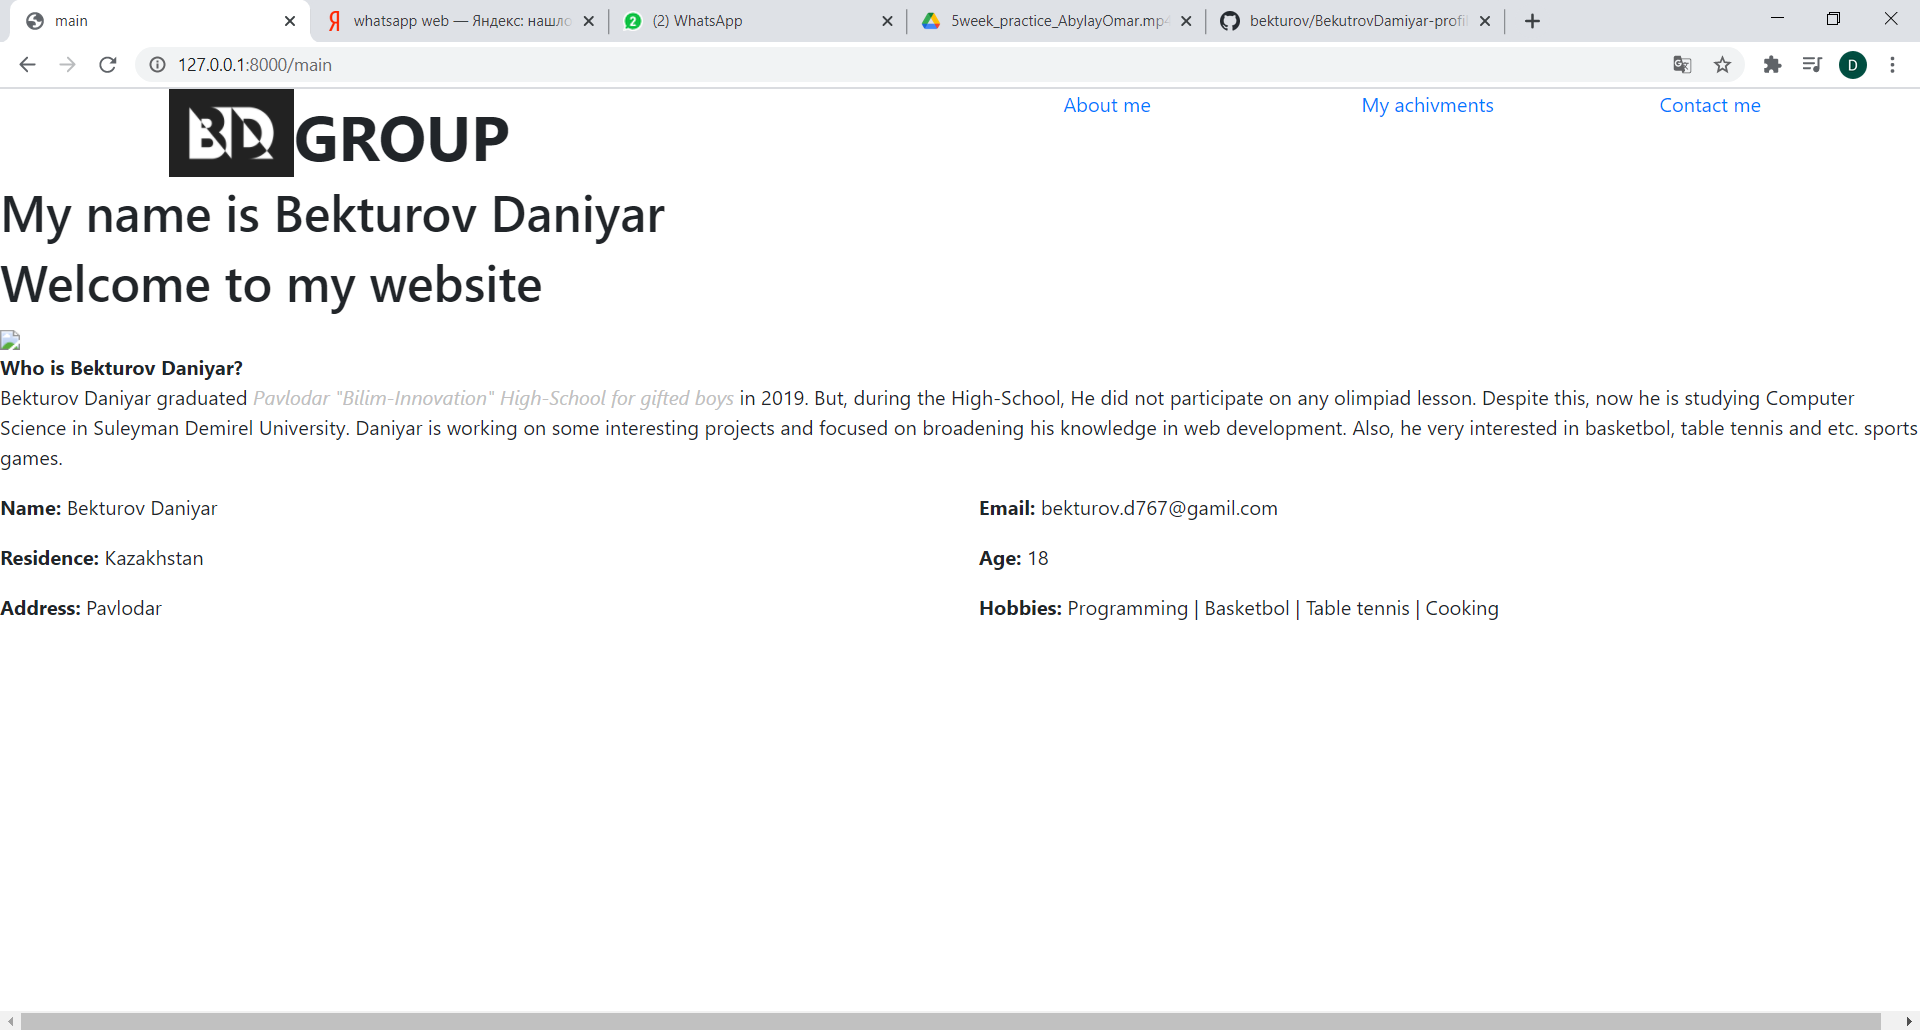 main
whatsapp web — Яндекс: нашло
(2) WhatsApp
5week_practice_AbylayOmar.mp4
bekturov/BekutrovDamiyar-profil
127.0.0.1:8000/main
D
BD GROUP
About me
My achivments
Contact me
My name is Bekturov Daniyar
Welcome to my website
Who is Bekturov Daniyar?
Bekturov Daniyar graduated Pavlodar "Bilim-Innovation" High-School for gifted boys in 2019. But, during the High-School, He did not participate on any olimpiad lesson. Despite this, now he is studying Computer
Science in Suleyman Demirel University. Daniyar is working on some interesting projects and focused on broadening his knowledge in web development. Also, he very interested in basketbol, table tennis and etc. sports
games.
Name: Bekturov Daniyar
Email: bekturov.d767@gamil.com
Residence: Kazakhstan
Age: 18
Address: Pavlodar
Hobbies: Programming | Basketbol | Table tennis | Cooking